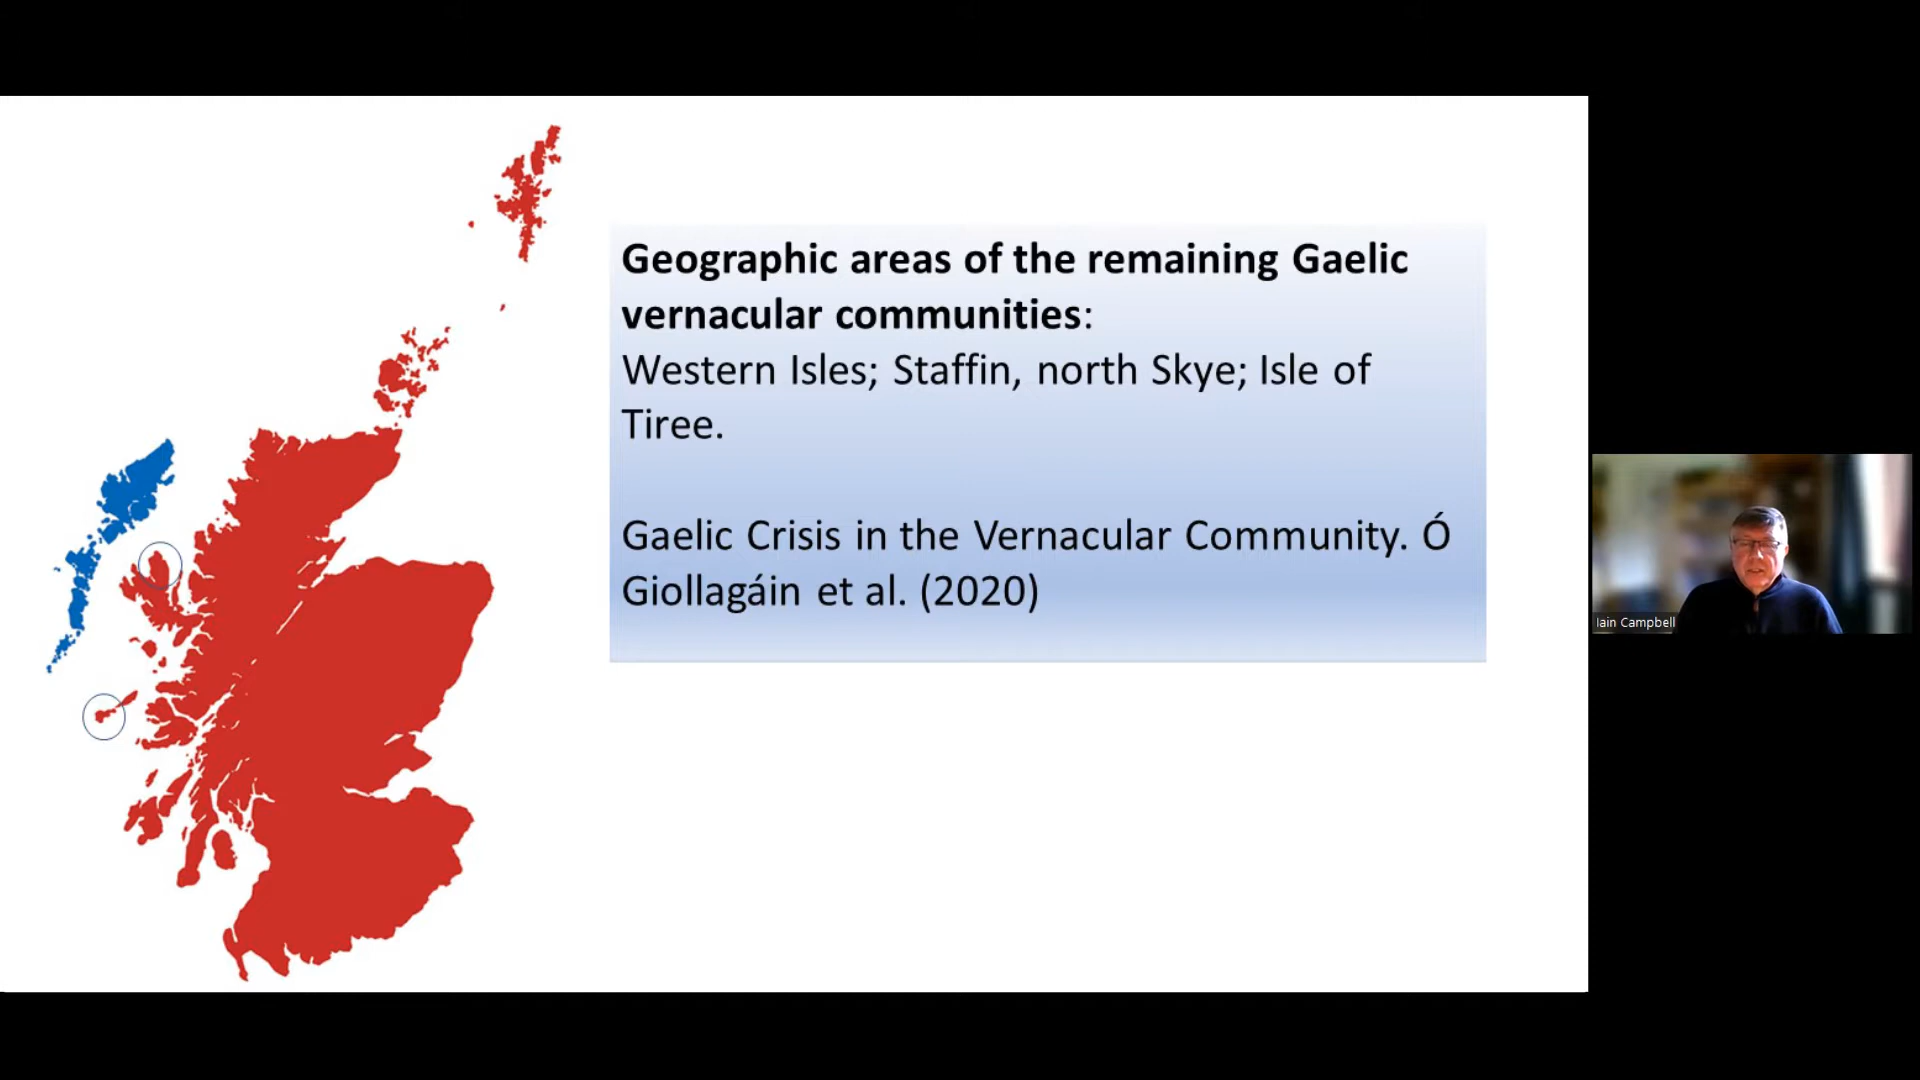 Geographic areas of the remaining Gaelic
vernacular communities:
Western Isles; Staffin, north Skye; Isle of
Tiree.
Gaelic Crisis in the Vernacular Community. Ó
Giollagáin et al. (2020)
Iain Campbell